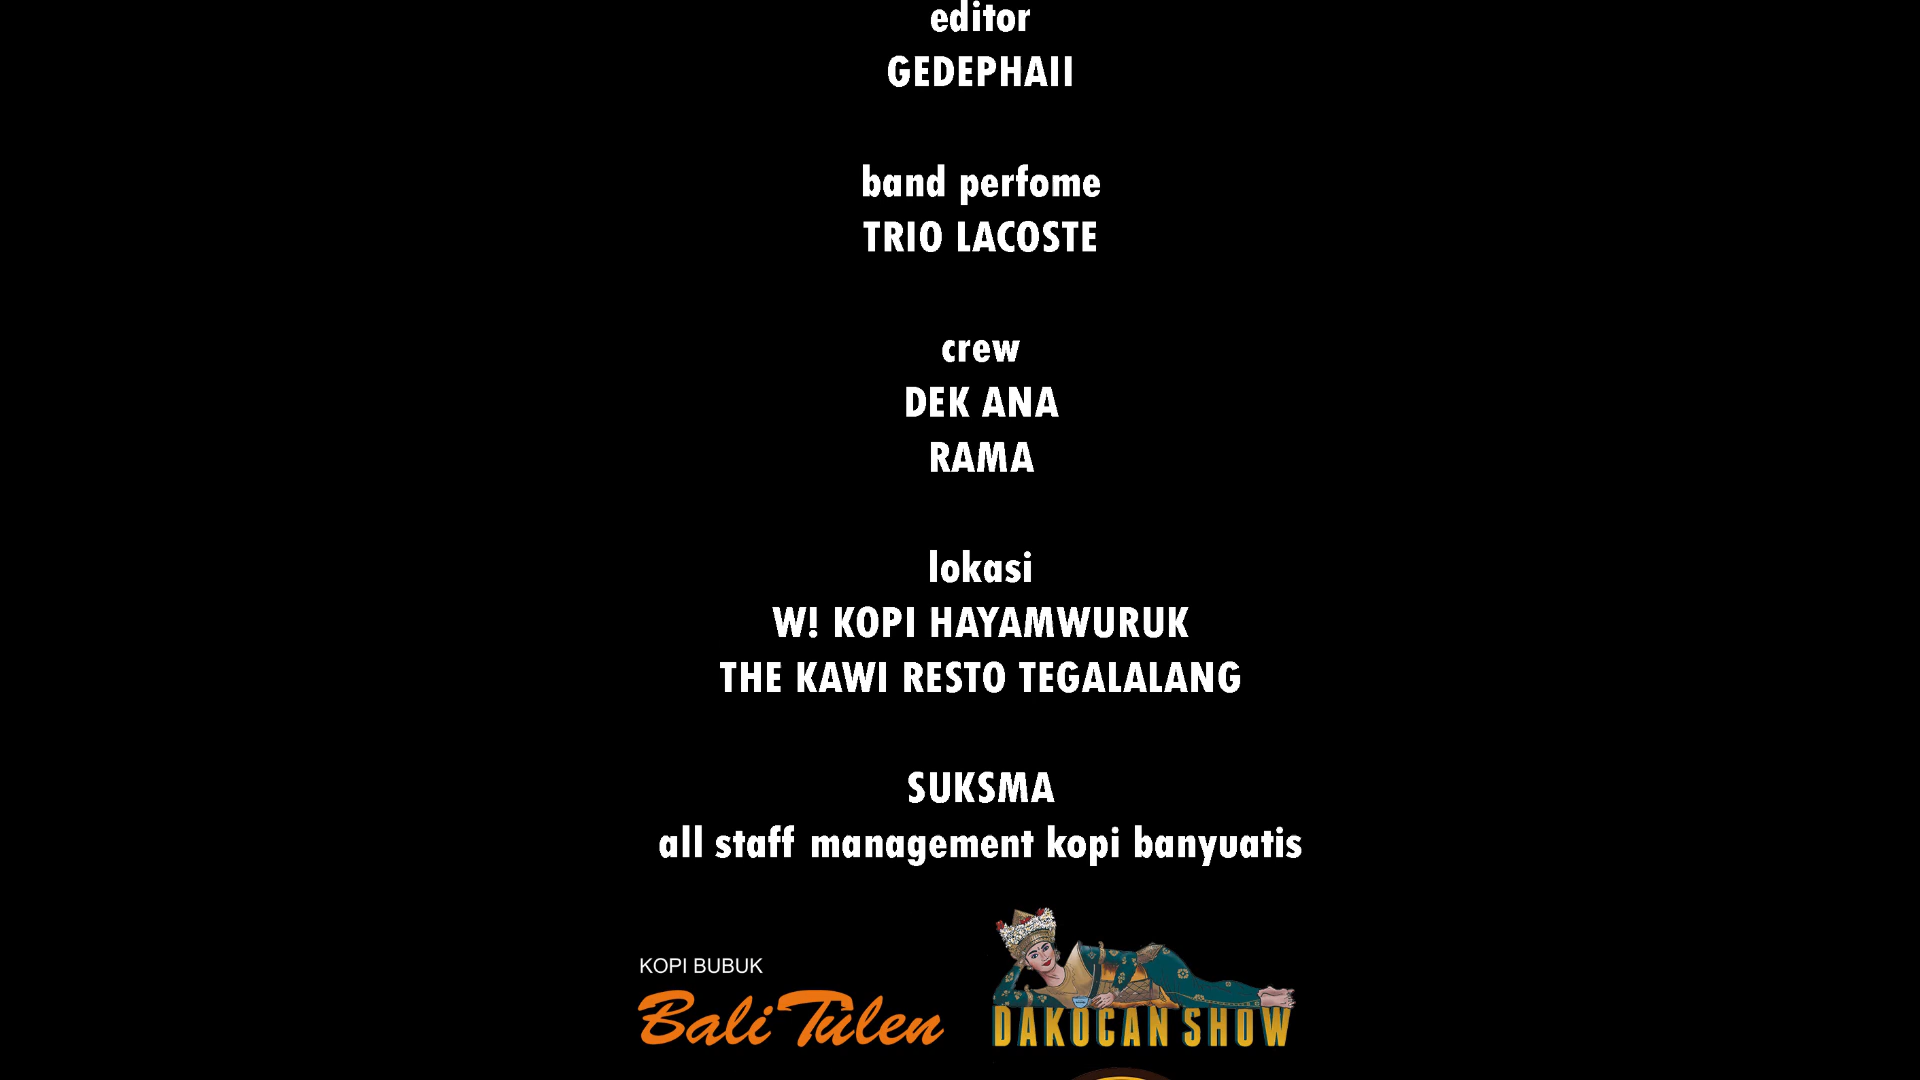 editor
GEDEPHAII
band perfome
TRIO LACOSTE
crew
DEK ANA
RAMA
lokasi
W! KOPI HAYAMWURUK
THE KAWI RESTO TEGALALANG
SUKSMA
all staff management kopi banyuatis
KOPI BUBUK
Bali Tulen
DAKOCAN SHOW